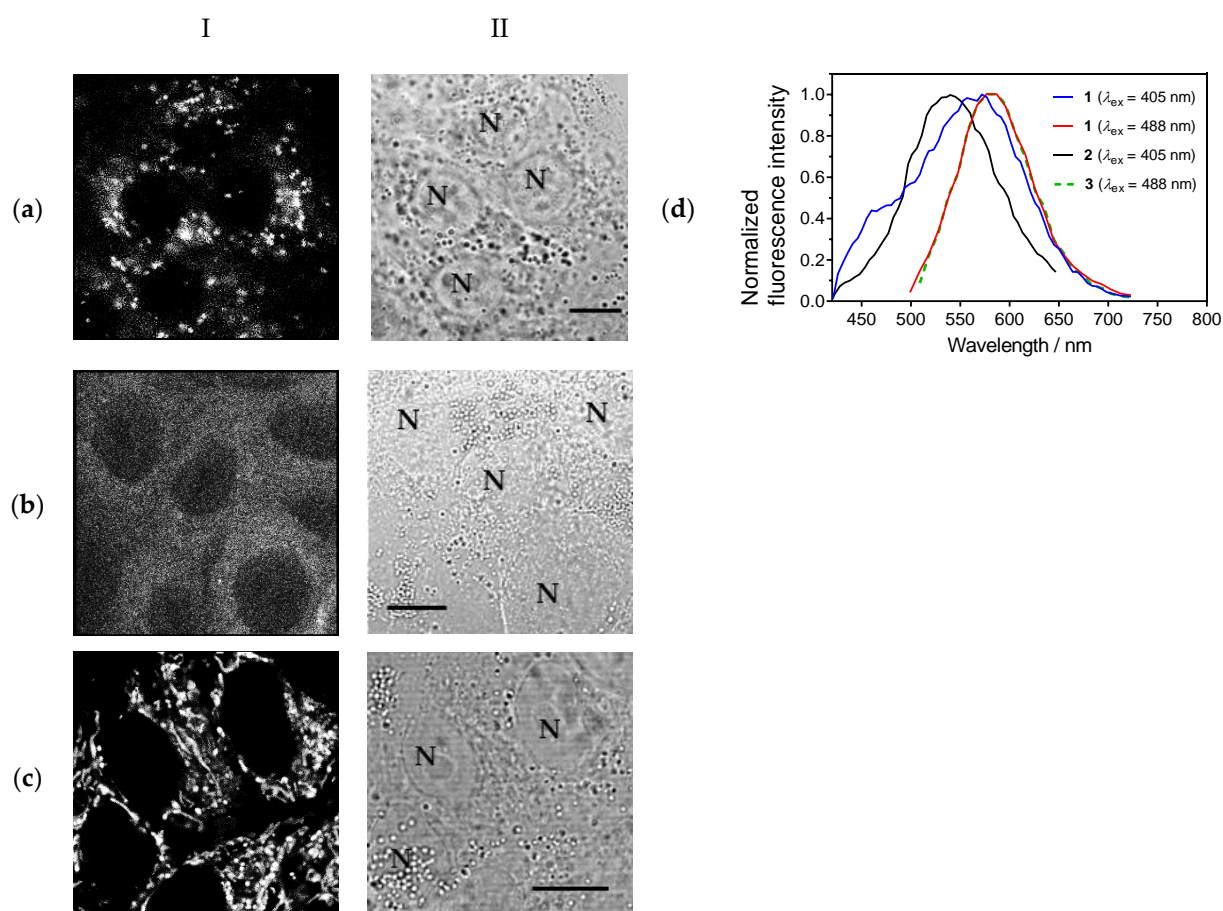 I II
(a)
N
N
N
N
(b)
N
N
N
N
(c)
N
N
N
(d)
Normalized
fluorescence intensity
1.0
0.8
0.6
0.4
0.2
0.0
450 500 550 600 650 700 750 800
Wavelength / nm
1 (λex = 405 nm)
1 (λex = 488 nm)
2 (λex = 405 nm)
3 (λex = 488 nm)